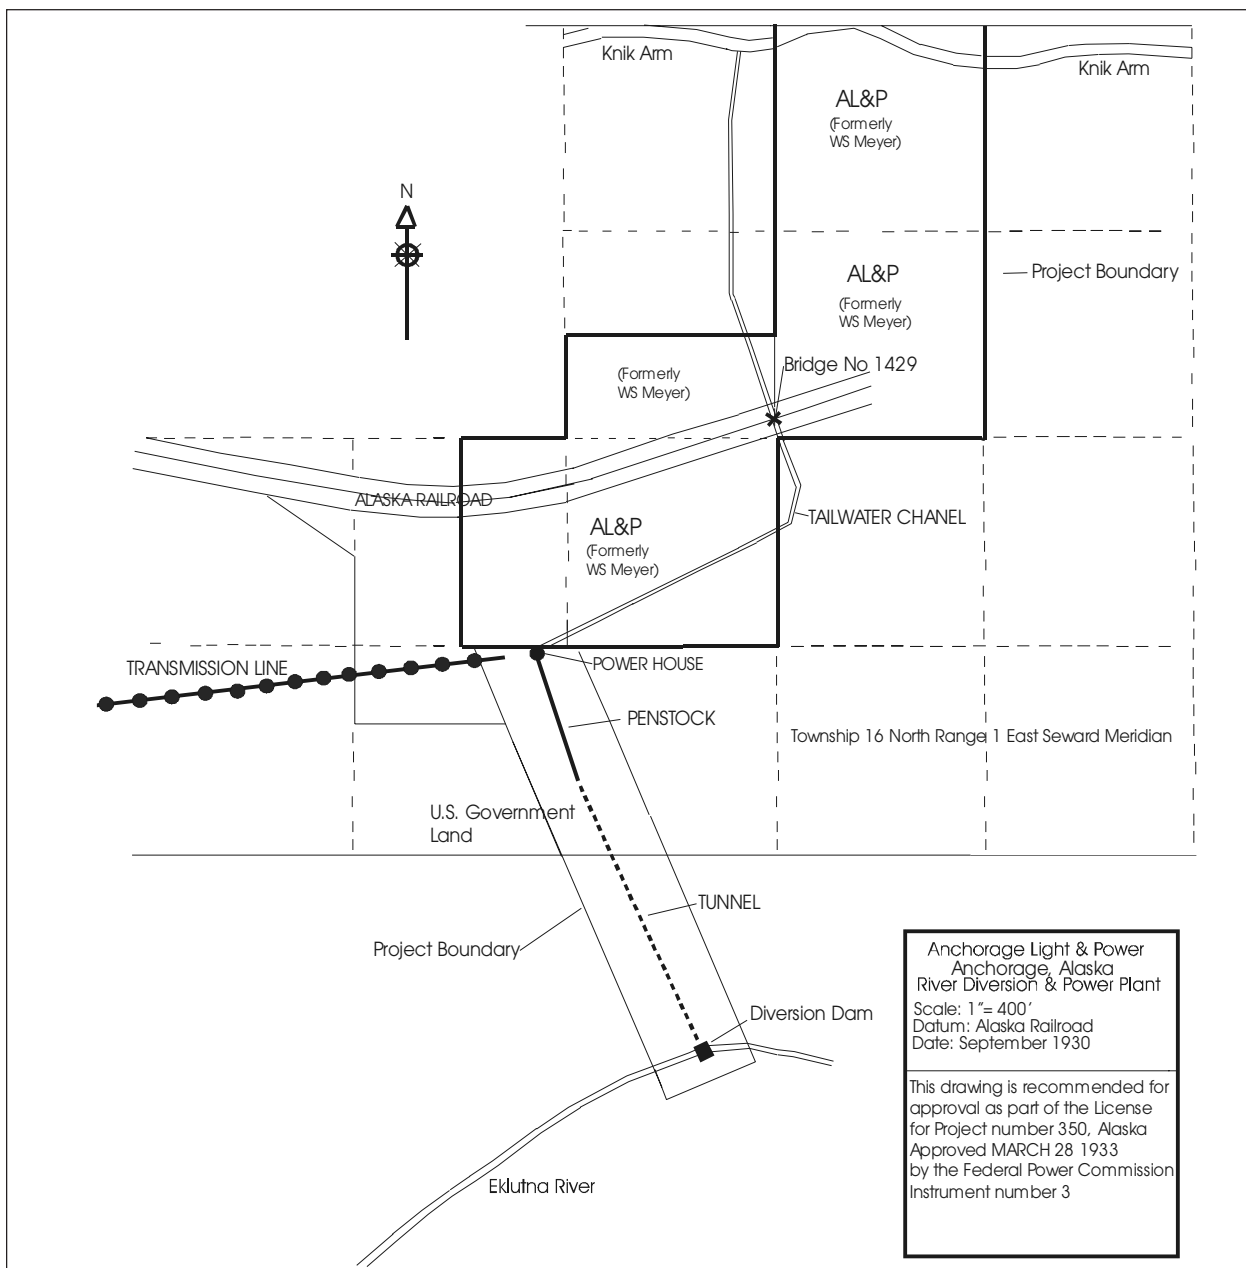 Knik Arm
Knik Arm
AL&P
(Formerly
WS Meyer)
N
AL&P
(Formerly
WS Meyer)
Project Boundary
(Formerly
WS Meyer)
Bridge No 1429
ALASKA RAILROAD
AL&P
(Formerly
WS Meyer)
TAILWATER CHANEL
TRANSMISSION LINE
POWER HOUSE
PENSTOCK
Township 16 North Range 1 East Seward Meridian
U.S. Government
Land
TUNNEL
Project Boundary
Diversion Dam
Eklutna River
Anchorage Light & Power
Anchorage, Alaska
River Diversion & Power Plant
Scale: 1"= 400'
Datum: Alaska Railroad
Date: September 1930
This drawing is recommended for
approval as part of the License
for Project number 350, Alaska
Approved MARCH 28 1933
by the Federal Power Commission
Instrument number 3